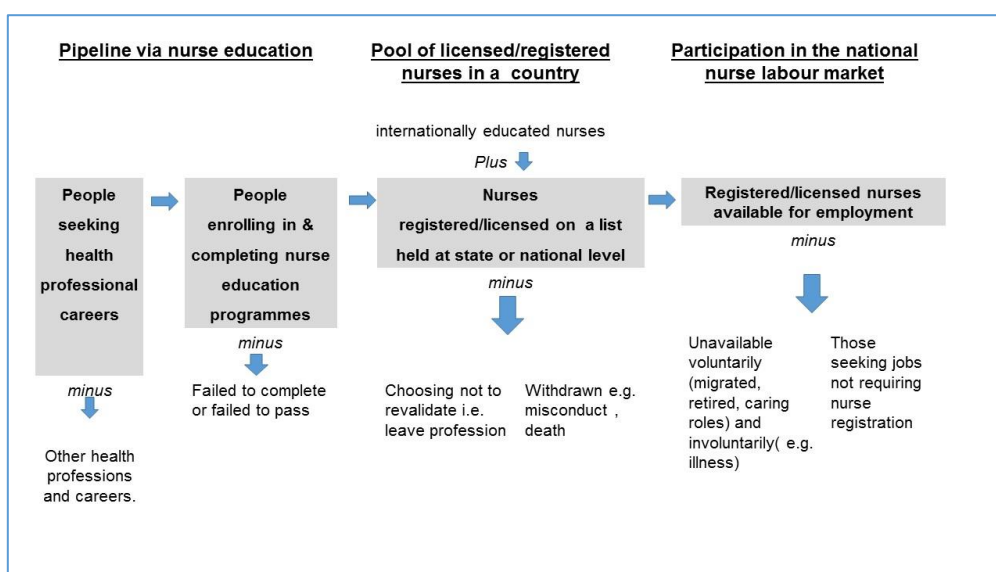 Pipeline via nurse education
Pool of licensed/registered
nurses in a country
Participation in the national
nurse labour market
internationally educated nurses
Plus
People
seeking
health
professional
careers
minus
Other health
professions
and careers.
People
enrolling in &
completing nurse
education
programmes
minus
Failed to complete
or failed to pass
Nurses
registered/licensed on a list
held at state or national level
minus
Choosing not to
revalidate i.e.
leave profession
Withdrawn e.g.
misconduct ,
death
Registered/licensed nurses
available for employment
minus
Unavailable
voluntarily
(migrated,
retired, caring
roles) and
involuntarily( e.g.
illness)
Those
seeking jobs
not requiring
nurse
registration